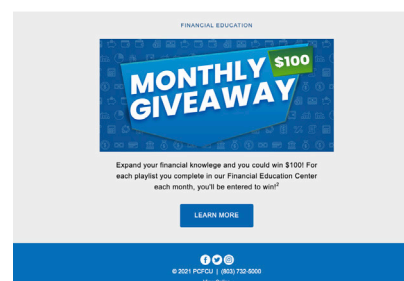 FINANCIAL EDUCATION
MONTHLY $100
GIVEAWAY
Expand your financial knowlege and you could win $100! For
each playlist you complete in our Financial Education Center
each month, you'll be entered to win!²
LEARN MORE
© 2021 PCFCU | (803) 732-5000